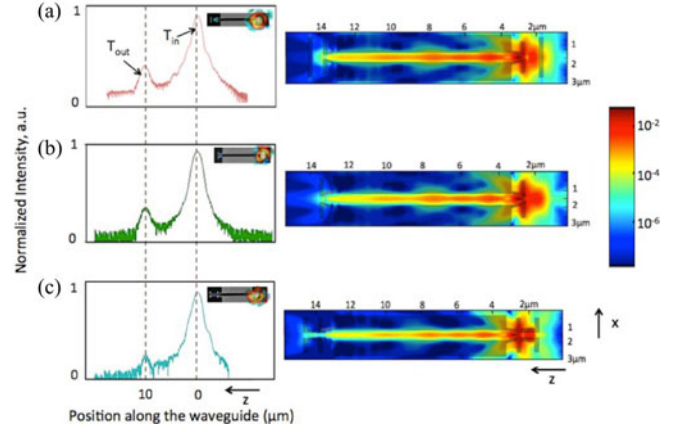 (a)
1
T_out
T_in
0
14 12 10 8 6 4 2μm
1
2
3μm
(b)
1
0
14 12 10 8 6 4 2μm
1
2
3μm
(c)
1
0
14 12 10 8 6 4 2μm
1
2
3μm
10^-2
10^-4
10^-6
x
z
z
10 0
Position along the waveguide (μm)
Normalized Intensity, a.u.